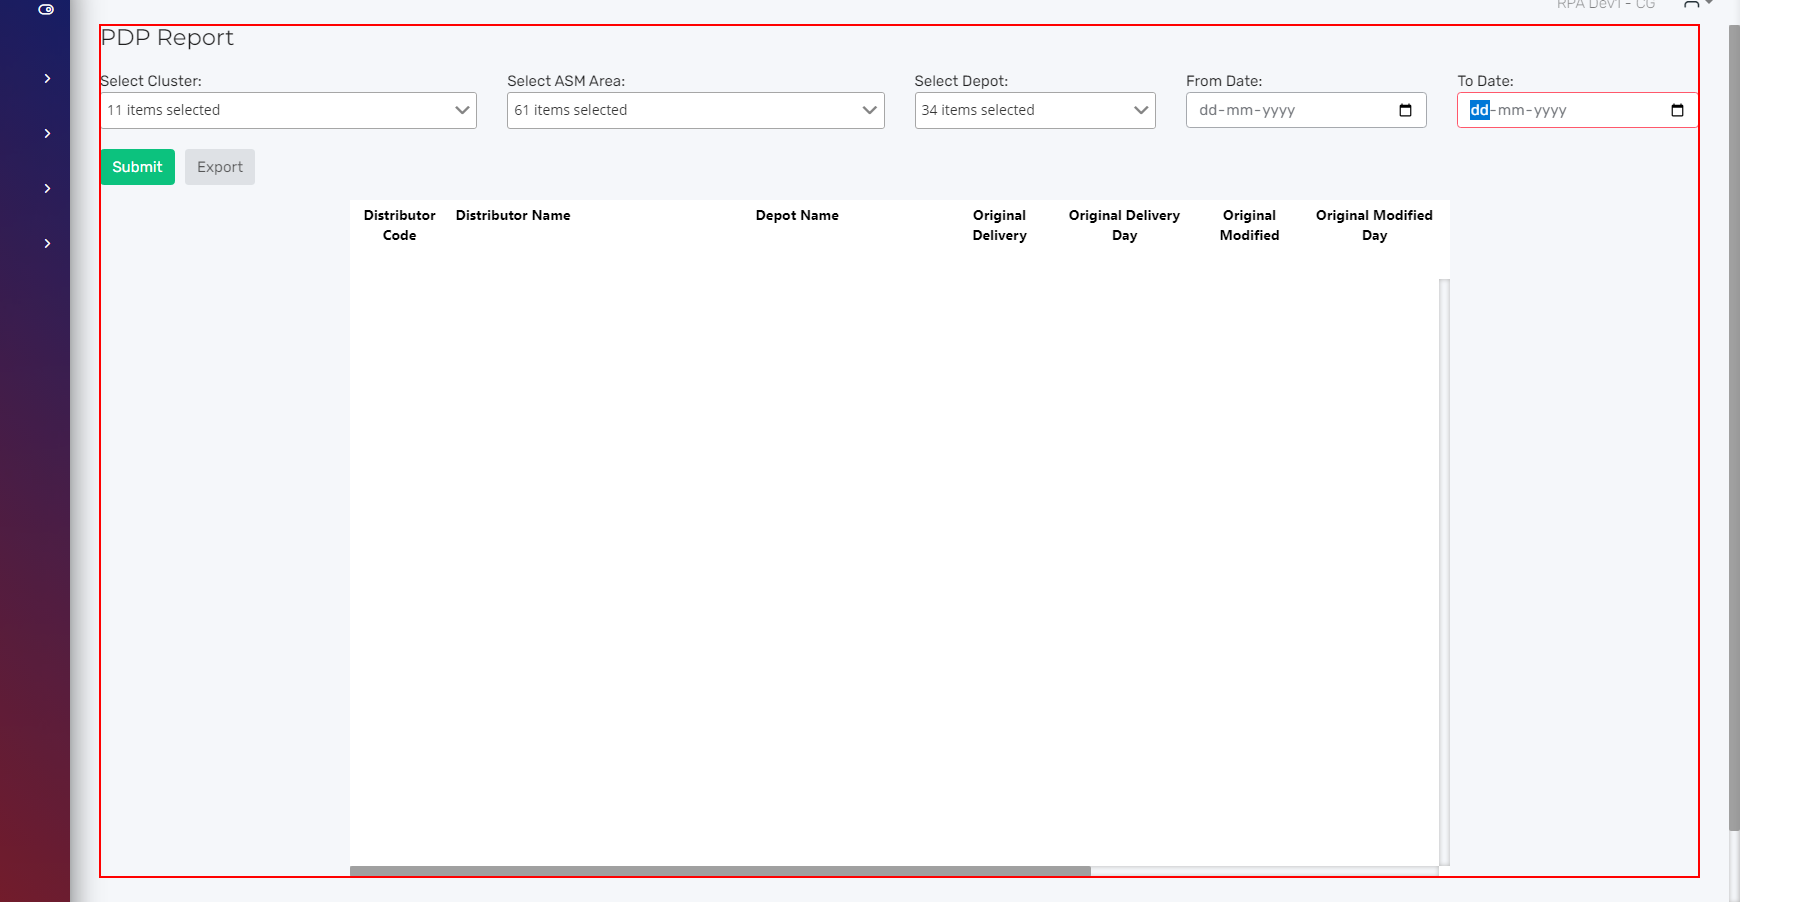 RPA Dev1 - CG
PDP Report
Select Cluster:
11 items selected
Select ASM Area:
61 items selected
Select Depot:
34 items selected
From Date:
dd-mm-yyyy
To Date:
dd-mm-yyyy
Submit
Export
Distributor
Code
Distributor Name
Depot Name
Original
Delivery
Original Delivery
Day
Original
Modified
Original Modified
Day